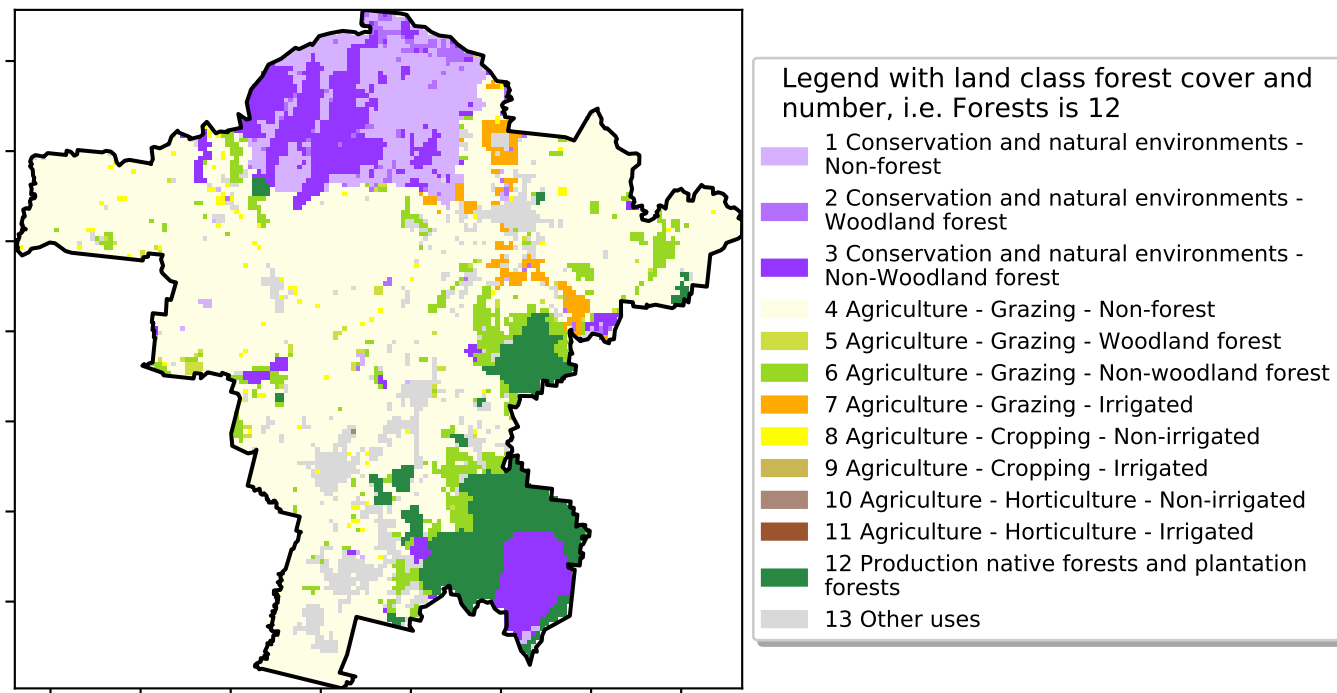 Legend with land class forest cover and
number, i.e. Forests is 12
1 Conservation and natural environments -
Non-forest
2 Conservation and natural environments -
Woodland forest
3 Conservation and natural environments -
Non-Woodland forest
4 Agriculture - Grazing - Non-forest
5 Agriculture - Grazing - Woodland forest
6 Agriculture - Grazing - Non-woodland forest
7 Agriculture - Grazing - Irrigated
8 Agriculture - Cropping - Non-irrigated
9 Agriculture - Cropping - Irrigated
10 Agriculture - Horticulture - Non-irrigated
11 Agriculture - Horticulture - Irrigated
12 Production native forests and plantation
forests
13 Other uses